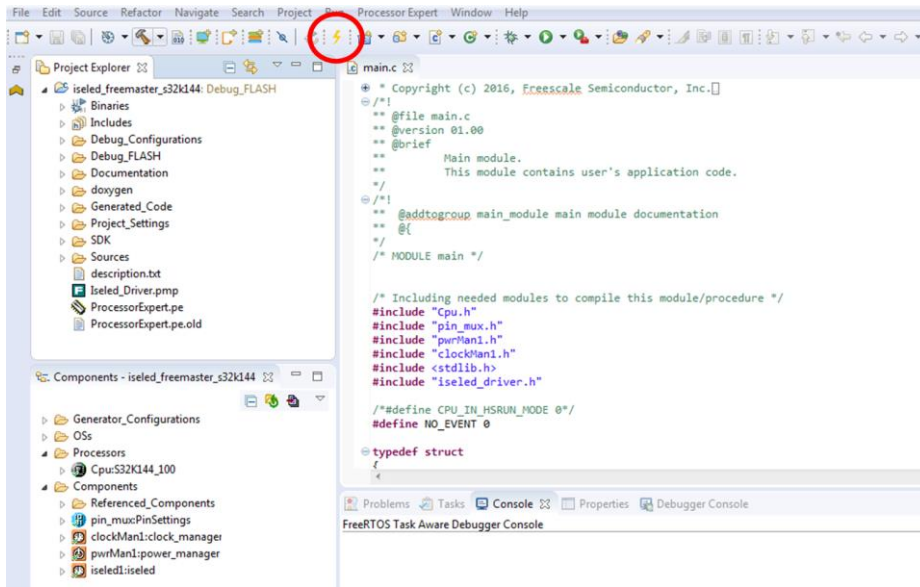 File Edit Source Refactor Navigate Search Project Run Processor Expert Window Help
Project Explorer
iseled_freemaster_s32k144: Debug_FLASH
Binaries
Includes
Debug_Configurations
Debug_FLASH
Documentation
doxygen
Generated_Code
Project_Settings
SDK
Sources
description.txt
Iseled_Driver.pmp
ProcessorExpert.pe
ProcessorExpert.pe.old
Components - iseled_freemaster_s32k144
Generator_Configurations
OSs
Processors
Cpu:S32K144_100
Components
Referenced_Components
pin_mux:PinSettings
clockMan1:clock_manager
pwrMan1:power_manager
iseled1:iseled
main.c
* Copyright (c) 2016, Freescale Semiconductor, Inc.
/*!
** @file main.c
** @version 01.00
** @brief
** Main module.
** This module contains user's application code.
*/
/*!
** @addtogroup main_module main module documentation
** @{
*/
/* MODULE main */
/* Including needed modules to compile this module/procedure */
#include "Cpu.h"
#include "pin_mux.h"
#include "pwrMan1.h"
#include "clockMan1.h"
#include <stdlib.h>
#include "iseled_driver.h"
/*#define CPU_IN_HSRUN_MODE 0*/
#define NO_EVENT 0
typedef struct
{
Problems Tasks Console Properties Debugger Console
FreeRTOS Task Aware Debugger Console